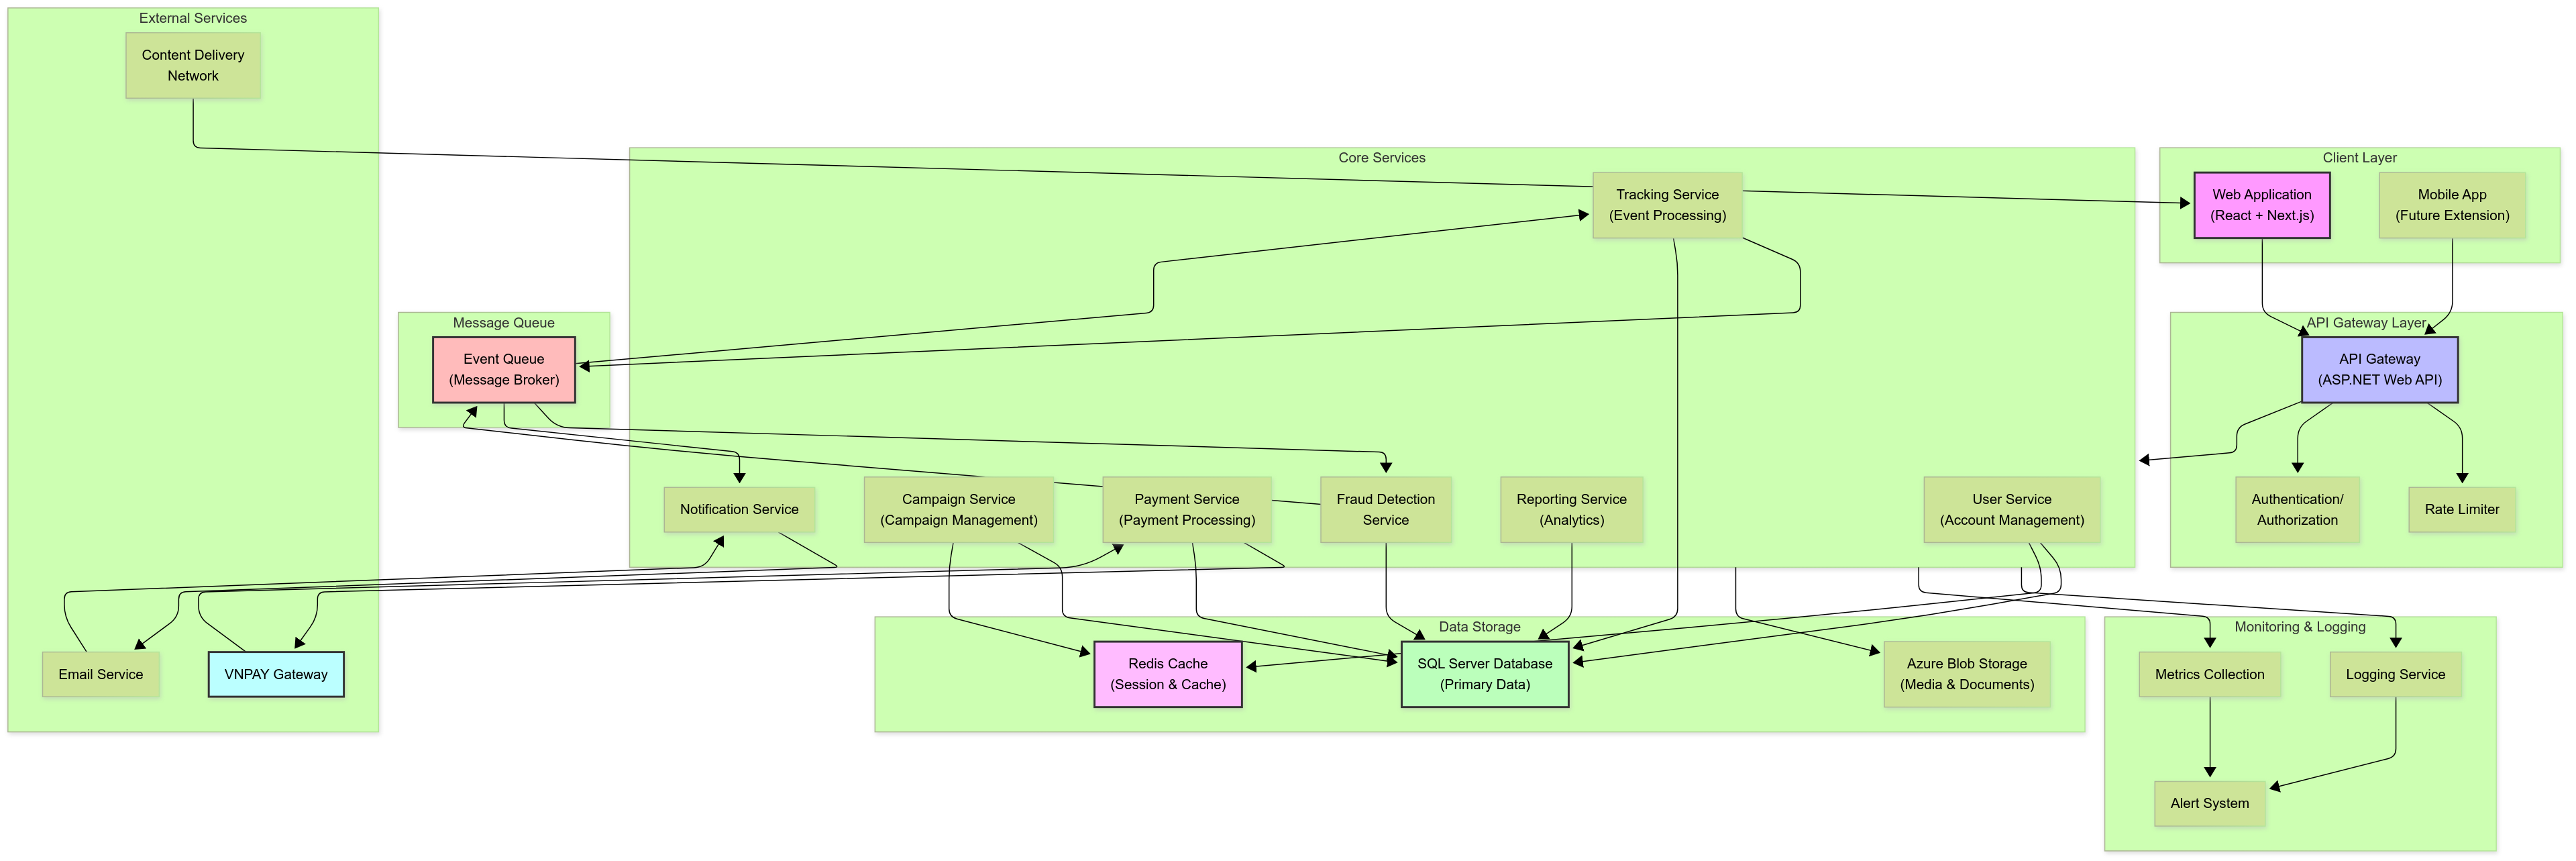 External Services
Content Delivery
Network
Email Service
VNPAY Gateway
Message Queue
Event Queue
(Message Broker)
Core Services
Tracking Service
(Event Processing)
Notification Service
Campaign Service
(Campaign Management)
Payment Service
(Payment Processing)
Fraud Detection
Service
Reporting Service
(Analytics)
User Service
(Account Management)
Client Layer
Web Application
(React + Next.js)
Mobile App
(Future Extension)
API Gateway Layer
API Gateway
(ASP.NET Web API)
Authentication/
Authorization
Rate Limiter
Data Storage
Redis Cache
(Session & Cache)
SQL Server Database
(Primary Data)
Azure Blob Storage
(Media & Documents)
Monitoring & Logging
Metrics Collection
Logging Service
Alert System